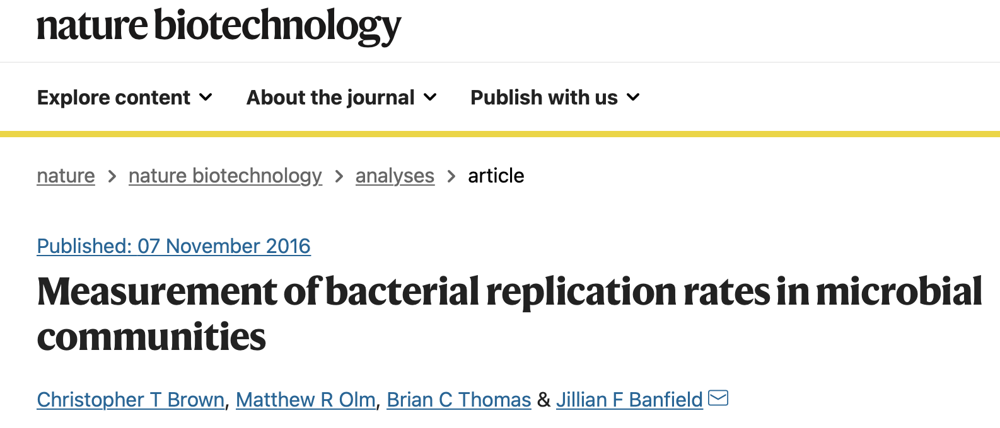 nature biotechnology
Explore content About the journal Publish with us
nature > nature biotechnology > analyses > article
Published: 07 November 2016
Measurement of bacterial replication rates in microbial
communities
Christopher T Brown, Matthew R Olm, Brian C Thomas & Jillian F Banfield